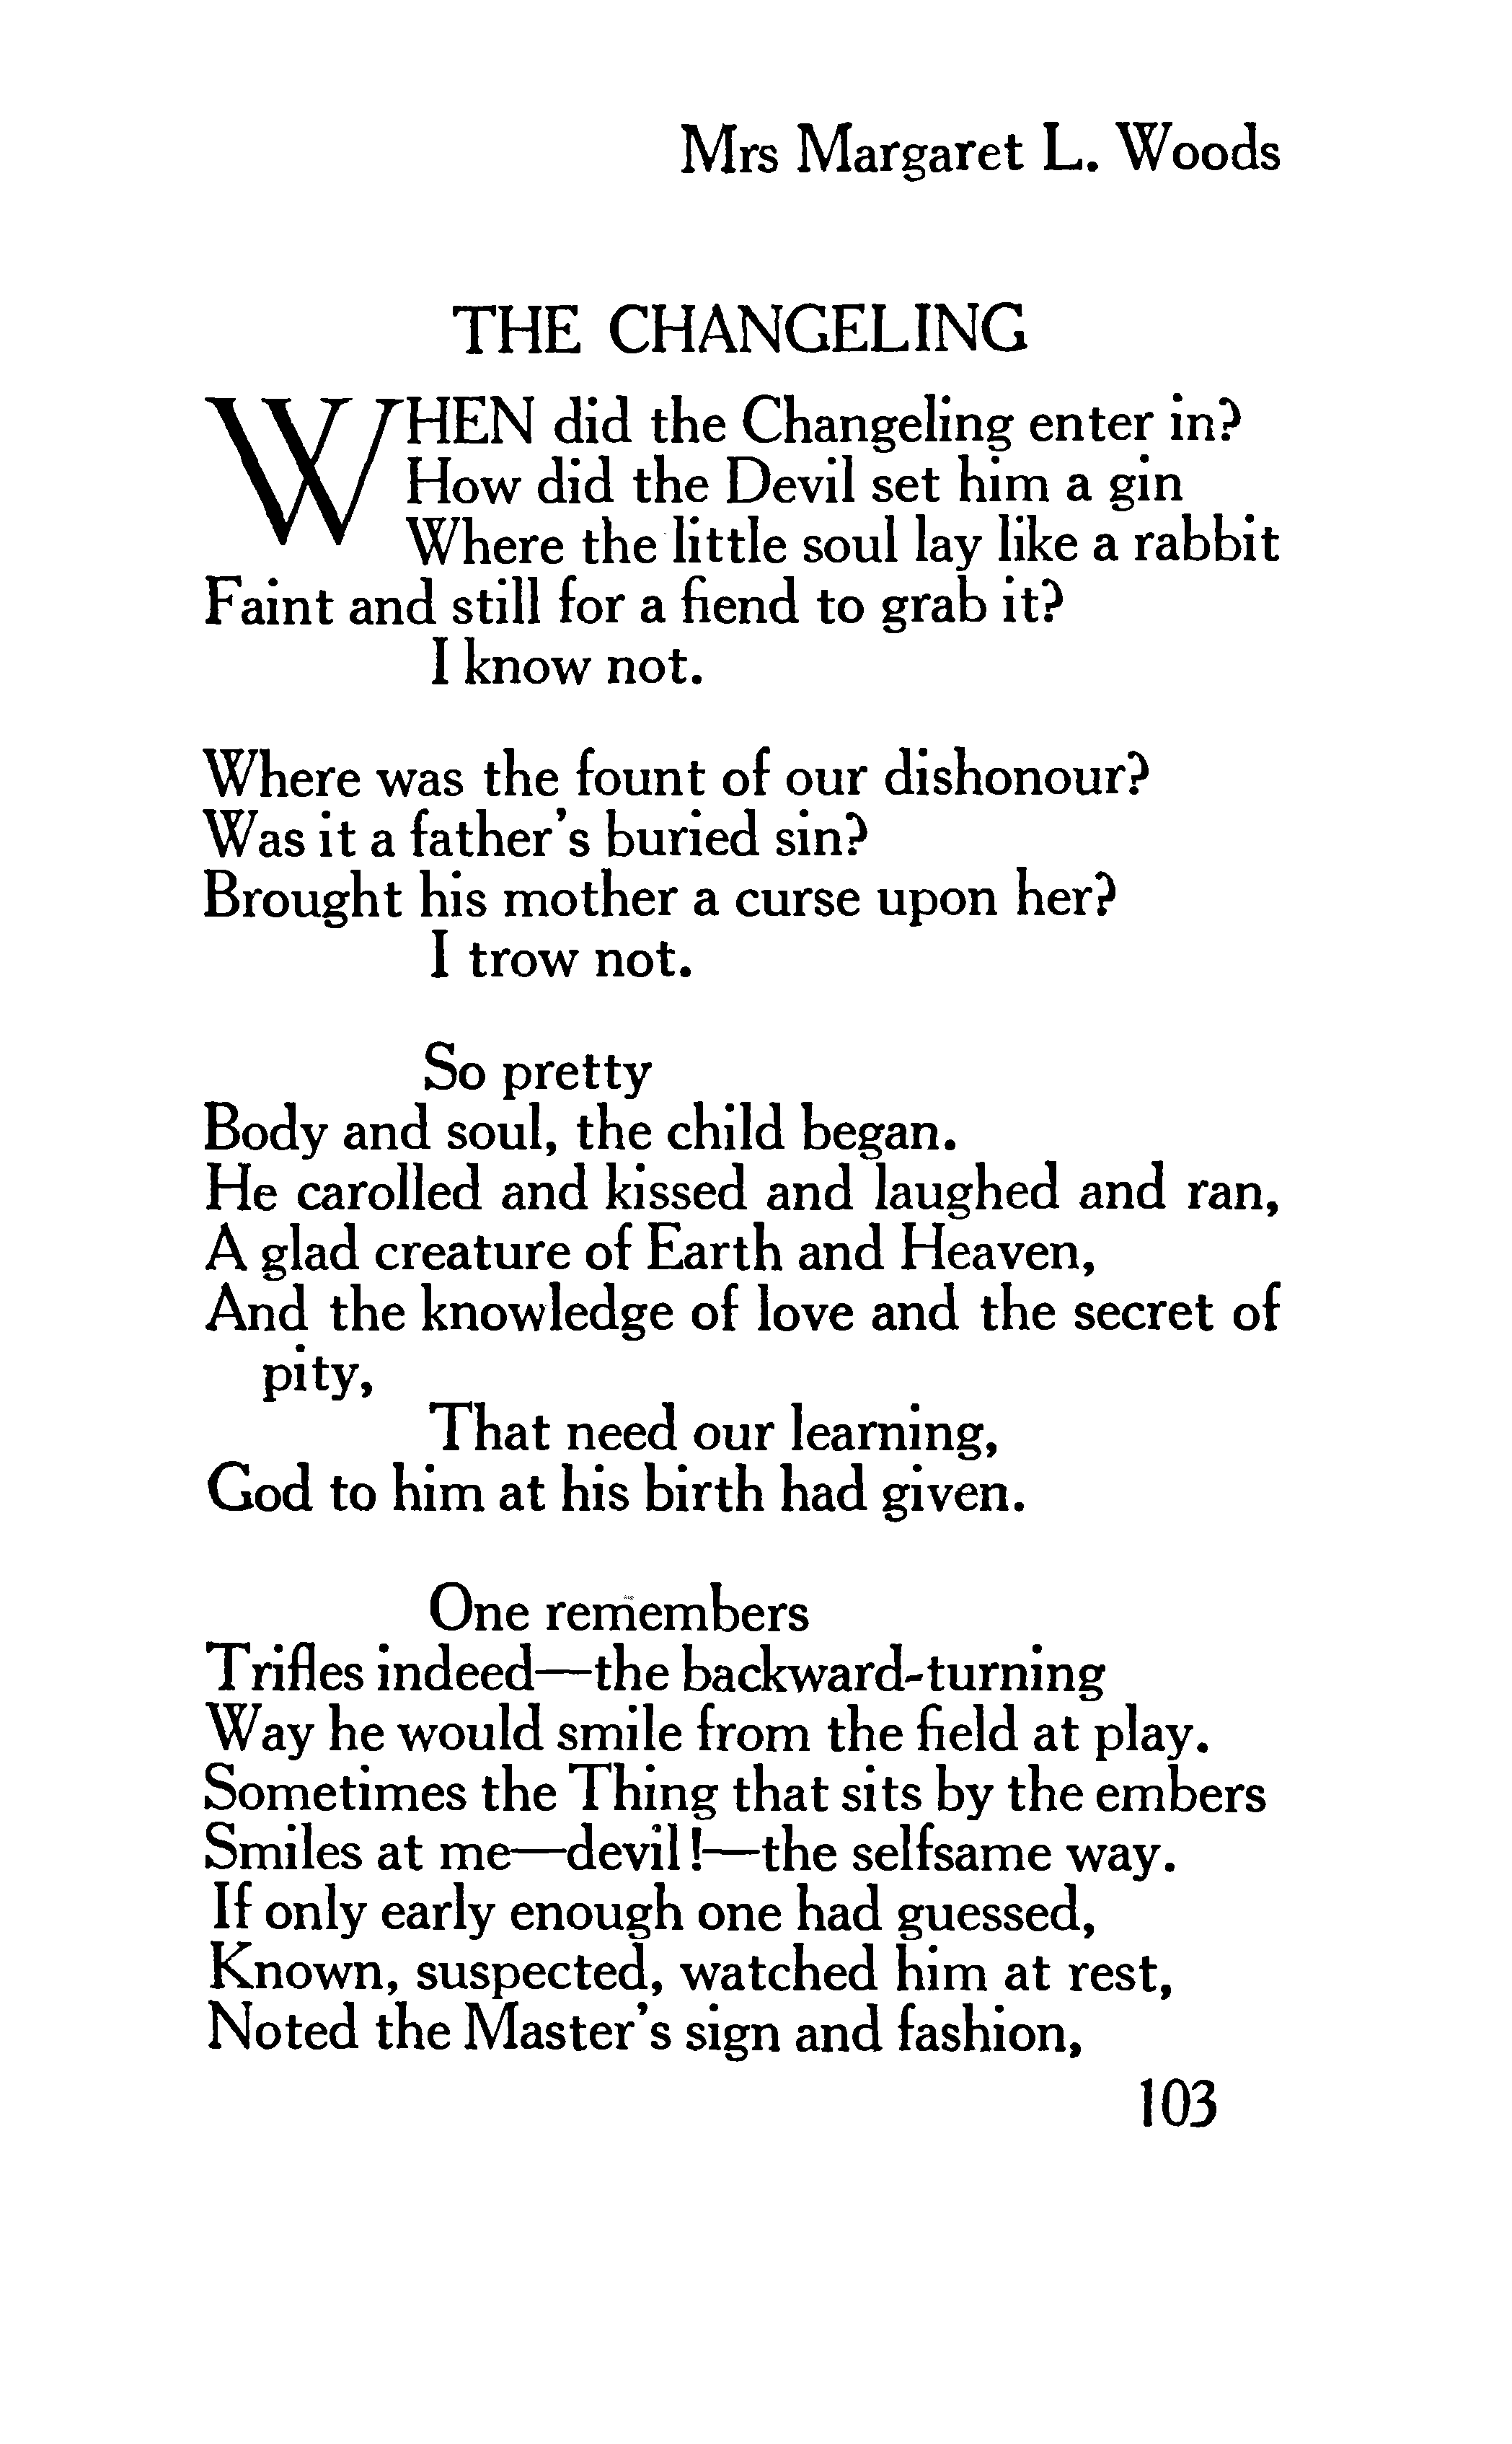 Mrs Margaret L. Woods
THE CHANGELING
WHEN did the Changeling enter in?
How did the Devil set him a gin
Where the little soul lay like a rabbit
Faint and still for a fiend to grab it?
I know not.
Where was the fount of our dishonour?
Was it a father's buried sin?
Brought his mother a curse upon her?
I trow not.
So pretty
Body and soul, the child began.
He carolled and kissed and laughed and ran,
A glad creature of Earth and Heaven,
And the knowledge of love and the secret of
pity,
That need our learning,
God to him at his birth had given.
One remembers
Trifles indeed—the backward-turning
Way he would smile from the field at play.
Sometimes the Thing that sits by the embers
Smiles at me—devil!—the selfsame way.
If only early enough one had guessed,
Known, suspected, watched him at rest,
Noted the Master's sign and fashion,
103